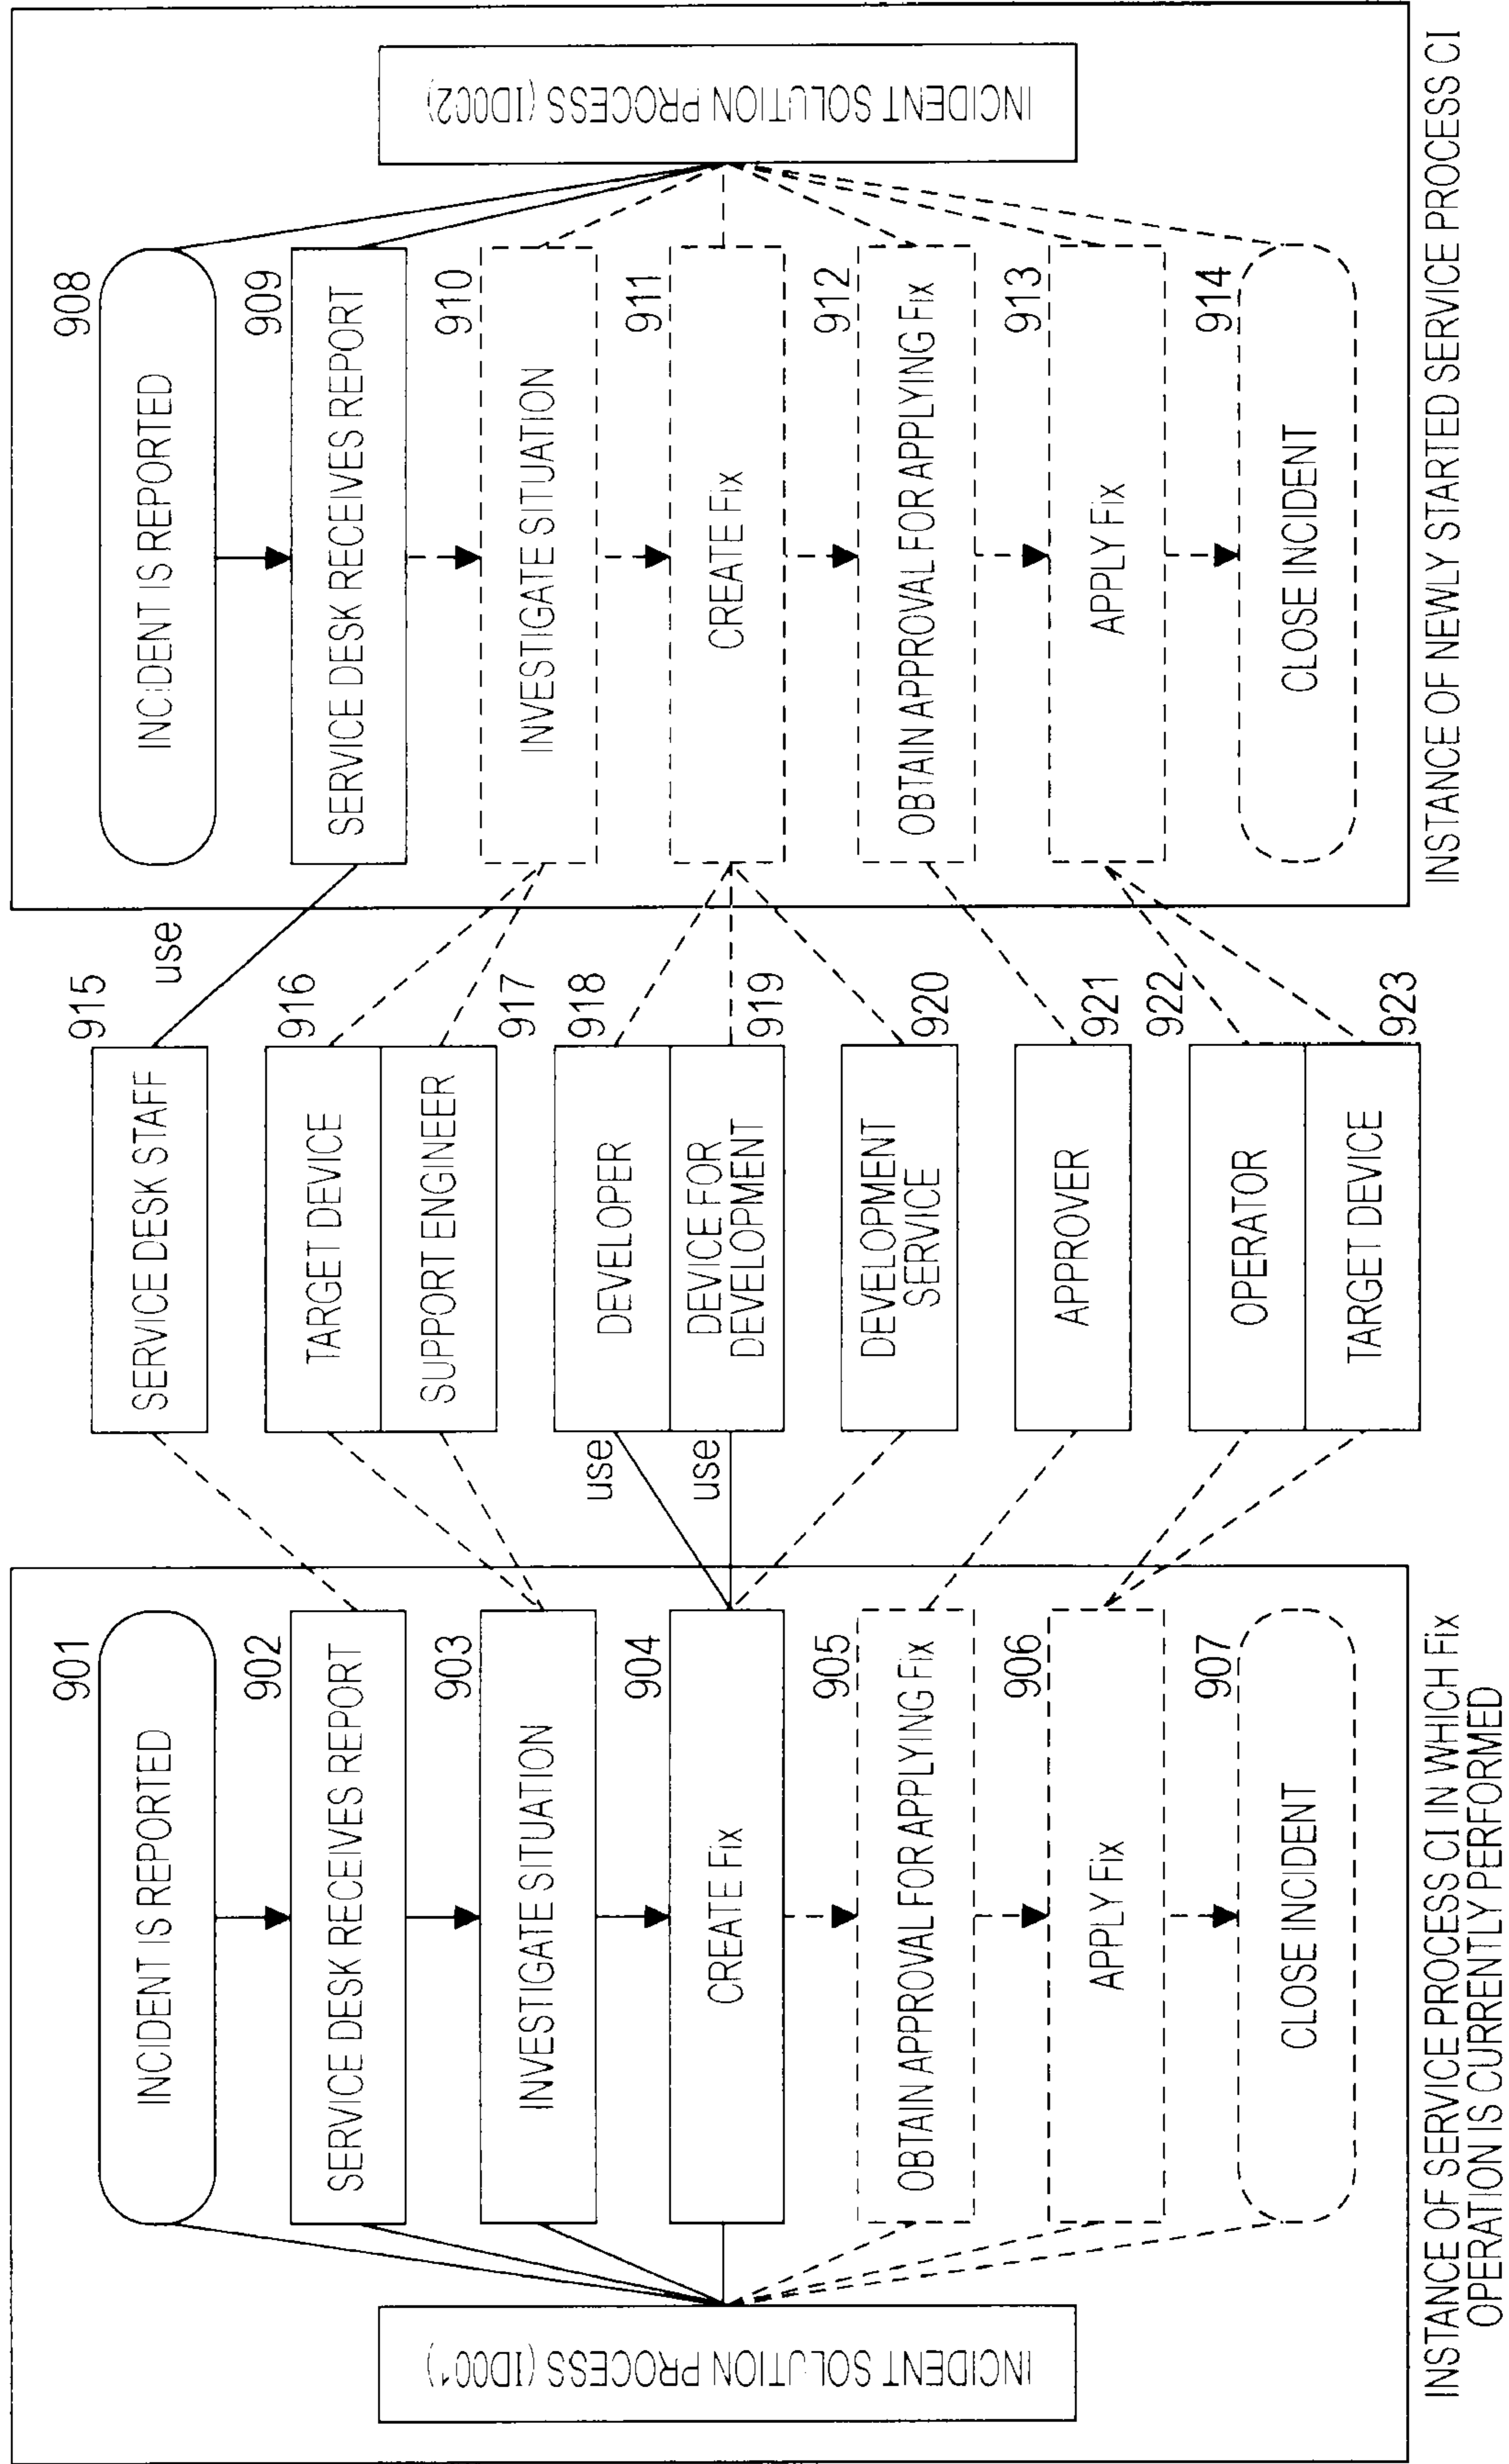 INCIDENT SOLUTION PROCESS (ID001)
901
INCIDENT IS REPORTED
902
SERVICE DESK RECEIVES REPORT
903
INVESTIGATE SITUATION
904
CREATE Fix
905
OBTAIN APPROVAL FOR APPLYING Fix
906
APPLY Fix
907
CLOSE INCIDENT
INSTANCE OF SERVICE PROCESS CI IN WHICH Fix
OPERATION IS CURRENTLY PERFORMED
915
SERVICE DESK STAFF
use
916
TARGET DEVICE
917
SUPPORT ENGINEER
918
DEVELOPER
use
919
DEVICE FOR
DEVELOPMENT
use
920
DEVELOPMENT
SERVICE
921
APPROVER
922
OPERATOR
923
TARGET DEVICE
908
INCIDENT IS REPORTED
909
SERVICE DESK RECEIVES REPORT
910
INVESTIGATE SITUATION
911
CREATE Fix
912
OBTAIN APPROVAL FOR APPLYING Fix
913
APPLY Fix
914
CLOSE INCIDENT
INCIDENT SOLUTION PROCESS (ID002)
INSTANCE OF NEWLY STARTED SERVICE PROCESS CI